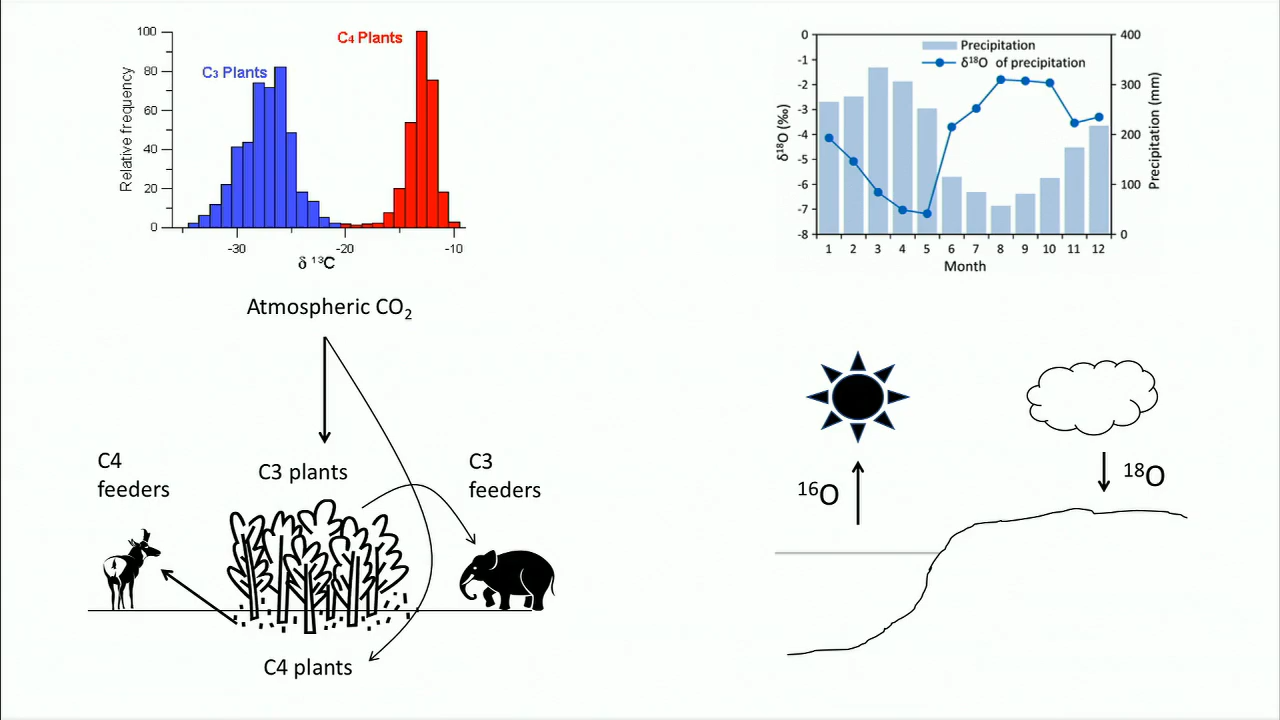 C₄ Plants
C₃ Plants
100
80
60
40
20
0
Relative frequency
-30
-20
-10
δ ¹³C
Precipitation
δ¹⁸O of precipitation
0
-1
-2
-3
-4
-5
-6
-7
-8
δ¹⁸O (‰)
400
300
200
100
0
Precipitation (mm)
1 2 3 4 5 6 7 8 9 10 11 12
Month
Atmospheric CO₂
C4
feeders
C3 plants
C3
feeders
C4 plants
¹⁶O
¹⁸O